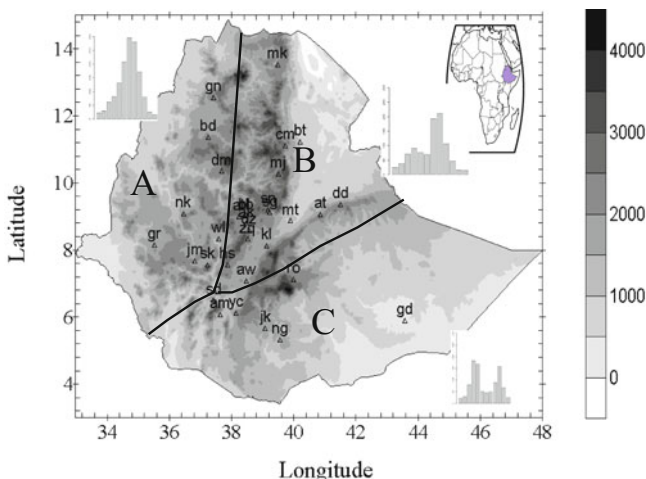 14
12
10
8
6
4
Latitude
33
34
36
38
40
42
44
46
48
Longitude
4000
3000
2000
1000
0
mk
gn
bd
cm bt
dm
mj
A
B
nk
mt
at
dd
wl
kl
gr
jm
sk
hs
aw
ro
sd
am
yc
C
jk
ng
gd